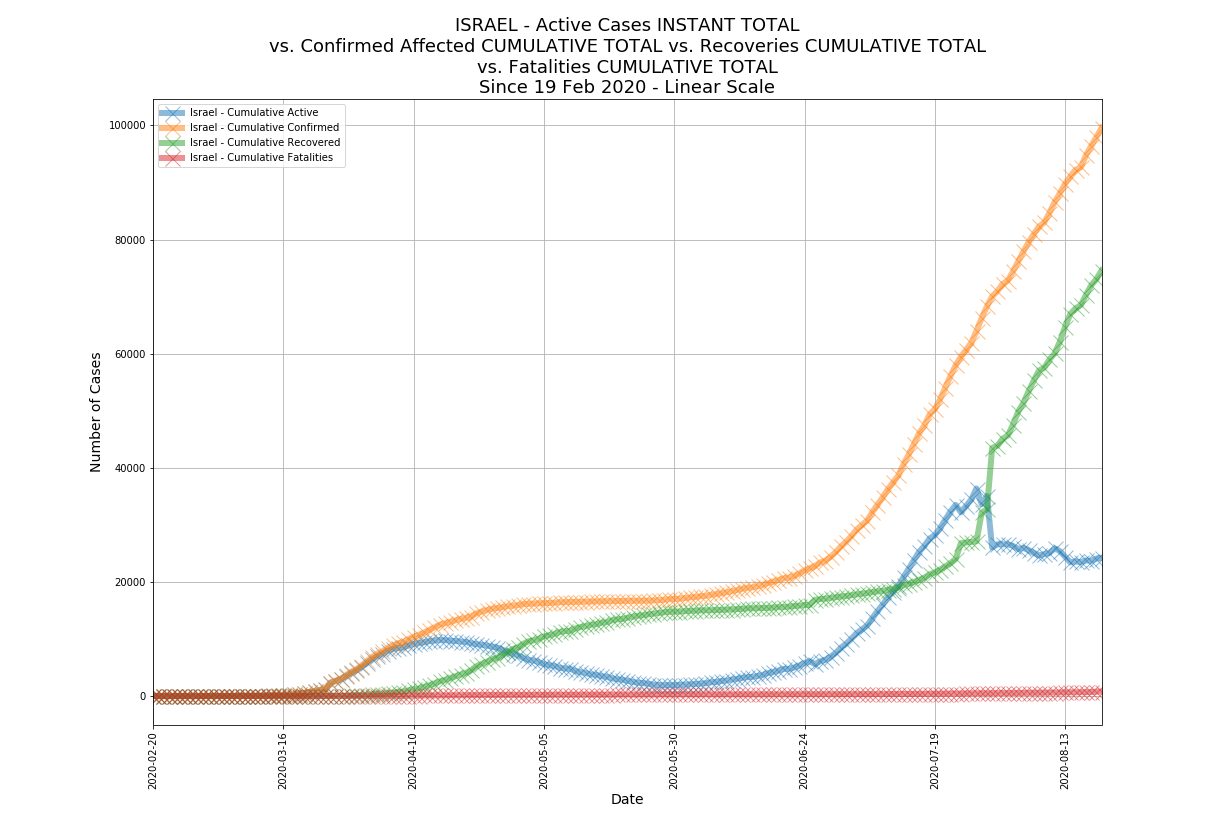 ISRAEL - Active Cases INSTANT TOTAL
vs. Confirmed Affected CUMULATIVE TOTAL vs. Recoveries CUMULATIVE TOTAL
vs. Fatalities CUMULATIVE TOTAL
Since 19 Feb 2020 - Linear Scale
Israel - Cumulative Active
Israel - Cumulative Confirmed
Israel - Cumulative Recovered
Israel - Cumulative Fatalities
Number of Cases
100000
80000
60000
40000
20000
0
2020-02-20
2020-03-16
2020-04-10
2020-05-05
2020-05-30
2020-06-24
2020-07-19
2020-08-13
Date